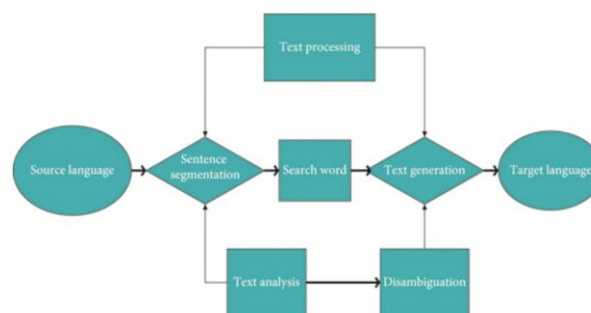 Text processing
Source language
Sentence
segmentation
Search word
Text generation
Target language
Text analysis
Disambiguation